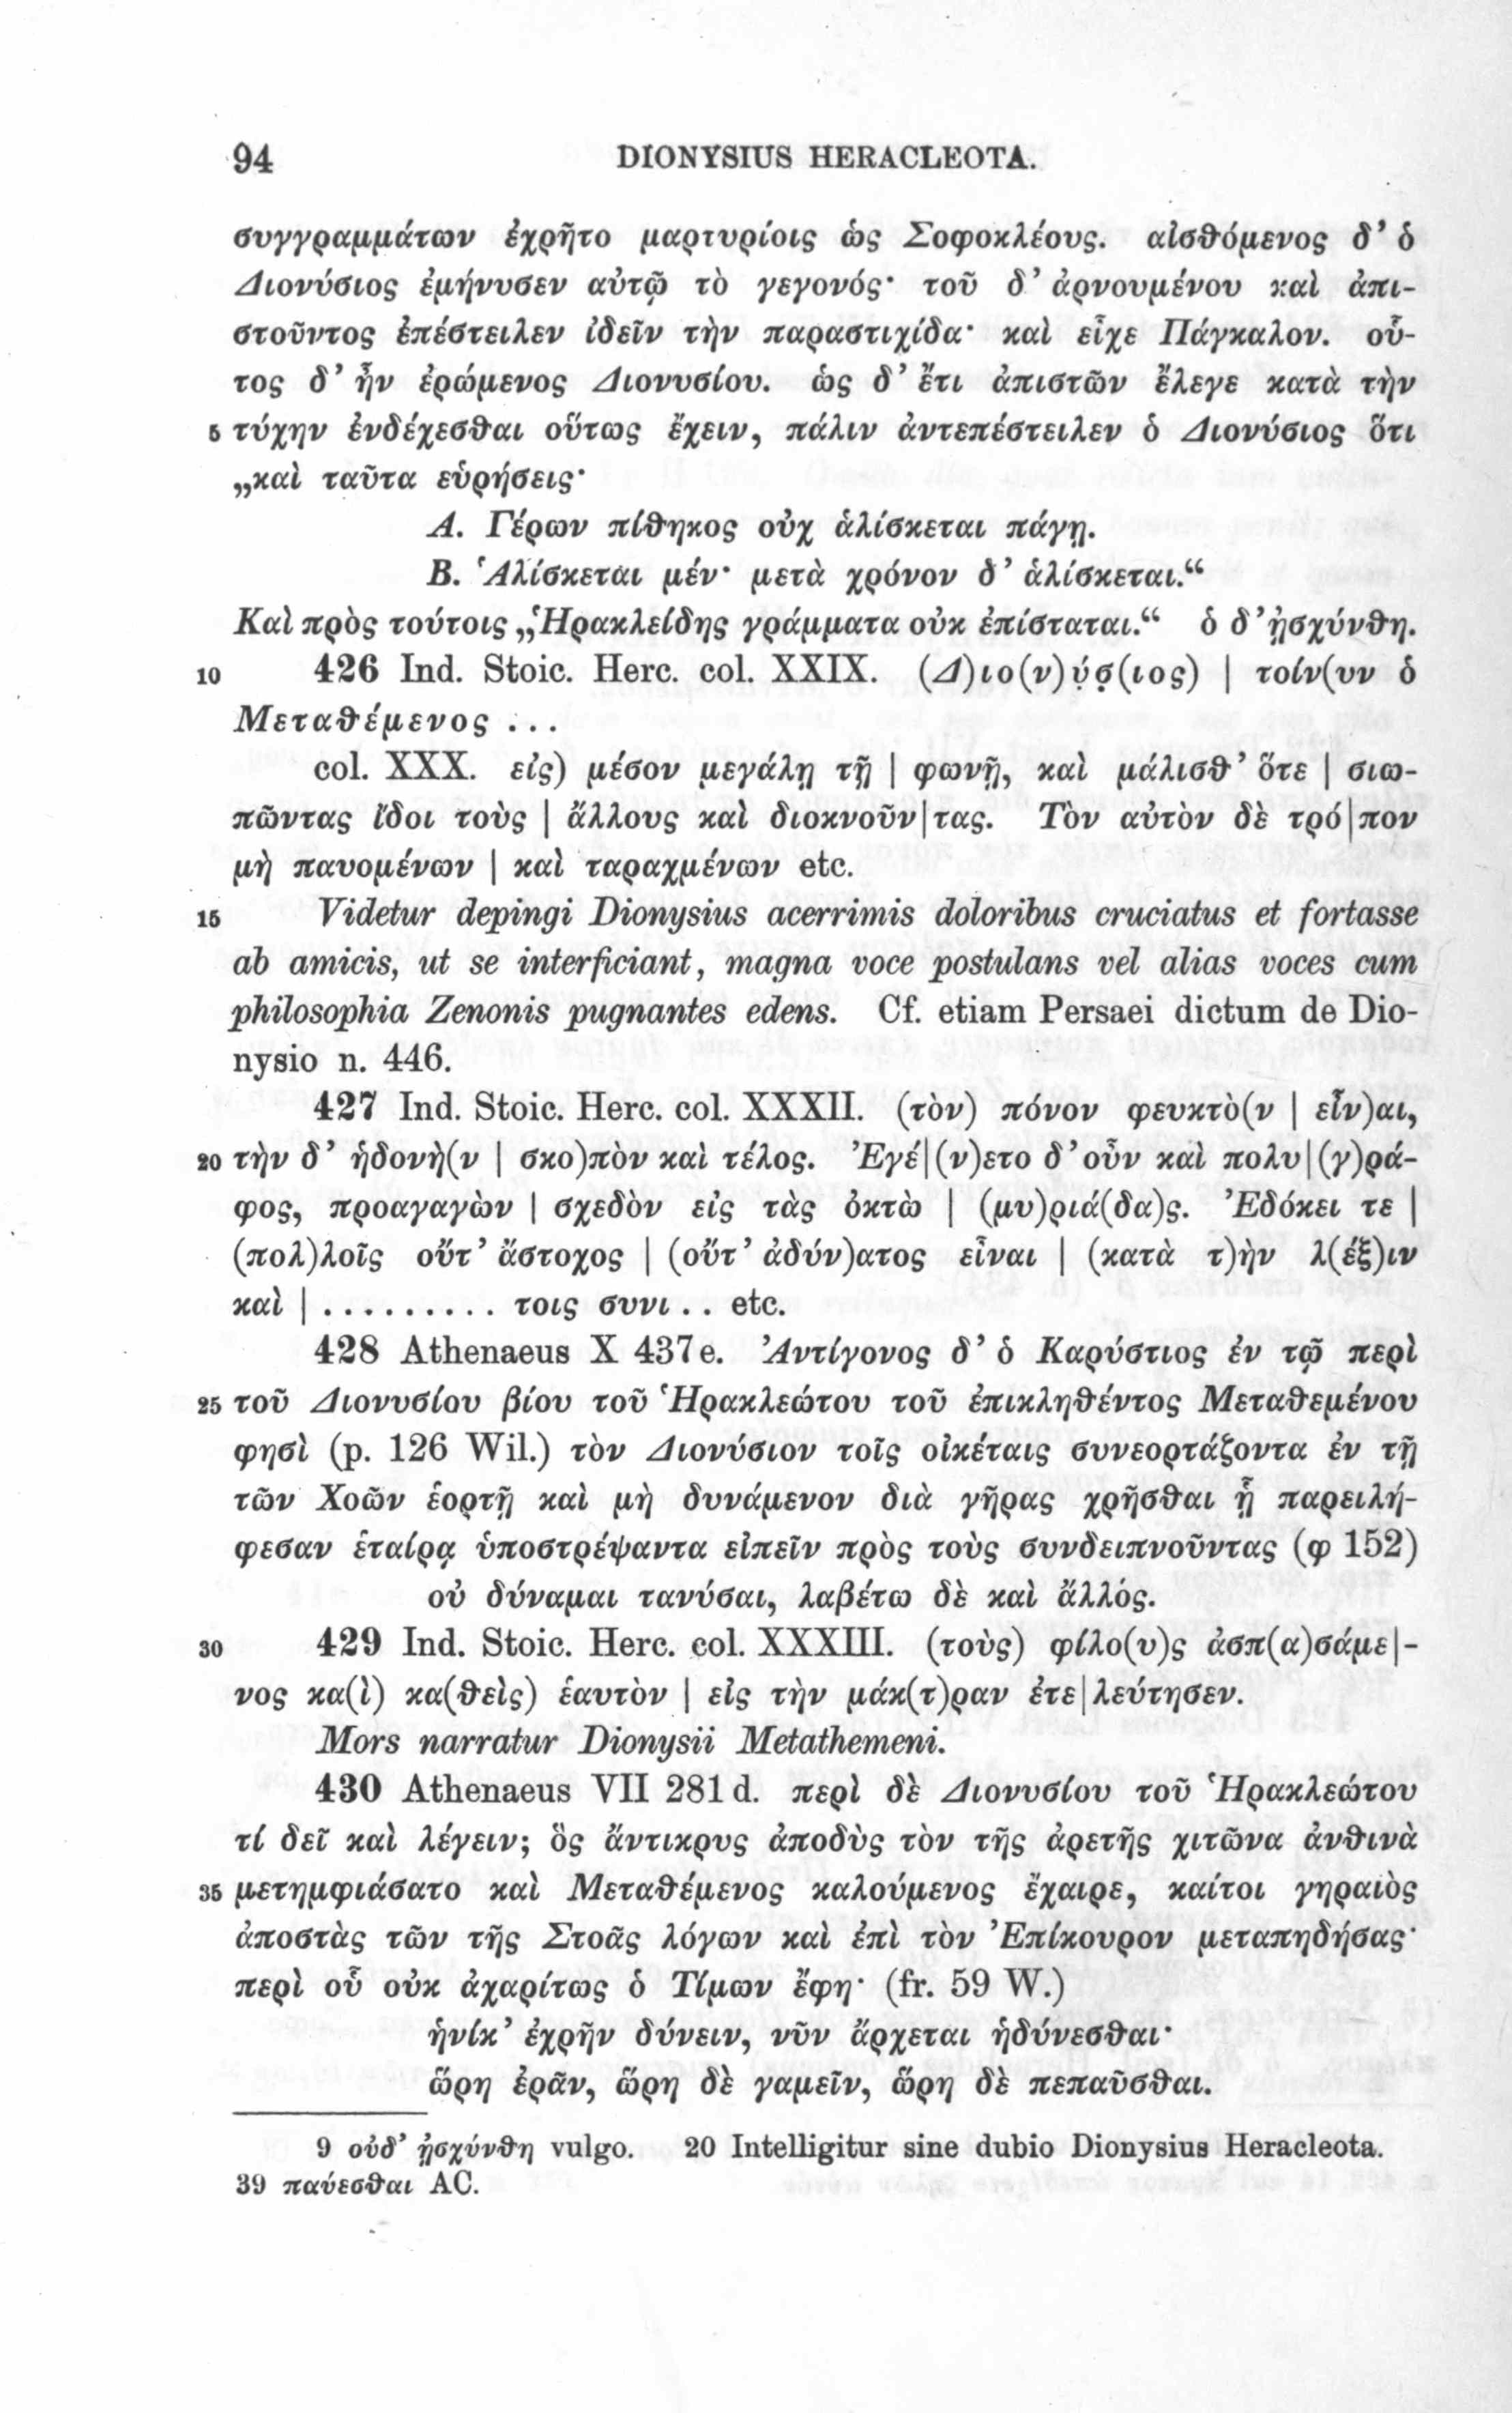 94 DIONYSIUS HERACLEOTA.
συγγραμμάτων ἐχρῆτο μαρτυρίοις ὡς Σοφοκλέους. αἰσθόμενος δ’ ὁ
Διονύσιος ἐμήνυσεν αὐτῷ τὸ γεγονός· τοῦ δ’ ἀρνουμένου καὶ ἀπι-
στοῦντος ἐπέστειλεν ἰδεῖν τὴν παραστιχίδα· καὶ εἶχε Πάγκαλον. οὗ-
τος δ’ ἦν ἐρώμενος Διονυσίου. ὡς δ’ ἔτι ἀπιστῶν ἔλεγε κατὰ τὴν
5 τύχην ἐνδέχεσθαι οὕτως ἔχειν, πάλιν ἀντεπέστειλεν ὁ Διονύσιος ὅτι
„καὶ ταῦτα εὑρήσεις·
Α. Γέρων πίθηκος οὐχ ἁλίσκεται πάγῃ.
Β. Ἁλίσκεται μέν· μετὰ χρόνον δ’ ἁλίσκεται.“
Καὶ πρὸς τούτοις „Ἡρακλείδης γράμματα οὐκ ἐπίσταται.“ ὁ δ’ ᾐσχύνθη.
10 426 Ind. Stoic. Herc. col. XXIX. (Δ)ιο(ν)ύ̣σ̣(ιος) | τοίν(υν ὁ
Μεταθέμενος ...
col. XXX. εἰς) μέσον μεγάλῃ τῇ | φωνῇ, καὶ μάλισθ’ ὅτε | σιω-
πῶντας ἴδοι τοὺς | ἄλλους καὶ διοκνοῦν|τας. Τὸν αὐτὸν δὲ τρό|πον
μὴ παυομένων | καὶ ταραχμένων etc.
15 Videtur depingi Dionysius acerrimis doloribus cruciatus et fortasse
ab amicis, ut se interficiant, magna voce postulans vel alias voces cum
philosophia Zenonis pugnantes edens. Cf. etiam Persaei dictum de Dio-
nysio n. 446.
427 Ind. Stoic. Herc. col. XXXII. (τὸν) πόνον φευκτὸ(ν | εἶν)αι,
20 τὴν δ’ ἡδονὴ(ν | σκο)πὸν καὶ τέλος. Ἐγέ|(ν)ετο δ’ οὖν καὶ πολυ|(γ)ρά-
φος, προαγαγὼν | σχεδὸν εἰς τὰς ὀκτὼ | (μυ)ριά(δα)ς. Ἐδόκει τε |
(πολ)λοῖς οὔτ’ ἄστοχος | (οὔτ’ ἀδύν)ατος εἶναι | (κατὰ τ)ὴν λ(έξ)ιν
καὶ | ......... τοις συνι.. etc.
428 Athenaeus X 437e. Ἀντίγονος δ’ ὁ Καρύστιος ἐν τῷ περὶ
25 τοῦ Διονυσίου βίου τοῦ Ἡρακλεώτου τοῦ ἐπικληθέντος Μεταθεμένου
φησὶ (p. 126 Wil.) τὸν Διονύσιον τοῖς οἰκέταις συνεορτάζοντα ἐν τῇ
τῶν Χοῶν ἑορτῇ καὶ μὴ δυνάμενον διὰ γῆρας χρῆσθαι ᾗ παρειλή-
φεσαν ἑταίρᾳ ὑποστρέψαντα εἰπεῖν πρὸς τοὺς συνδειπνοῦντας (φ 152)
οὐ δύναμαι τανύσαι, λαβέτω δὲ καὶ ἄλλός.
30 429 Ind. Stoic. Herc. col. XXXIII. (τοὺς) φίλο(υ)ς ἀσπ(α)σάμε|-
νος κα(ὶ) κα(θεὶς) ἑαυτὸν | εἰς τὴν μάκ(τ)ραν ἐτε|λεύτησεν.
Mors narratur Dionysii Metathemeni.
430 Athenaeus VII 281 d. περὶ δὲ Διονυσίου τοῦ Ἡρακλεώτου
τί δεῖ καὶ λέγειν; ὃς ἄντικρυς ἀποδὺς τὸν τῆς ἀρετῆς χιτῶνα ἀνθινὰ
35 μετημφιάσατο καὶ Μεταθέμενος καλούμενος ἔχαιρε, καίτοι γηραιὸς
ἀποστὰς τῶν τῆς Στοᾶς λόγων καὶ ἐπὶ τὸν Ἐπίκουρον μεταπηδήσας·
περὶ οὗ οὐκ ἀχαρίτως ὁ Τίμων ἔφη· (fr. 59 W.)
ἡνίκ’ ἐχρῆν δύνειν, νῦν ἄρχεται ἡδύνεσθαι·
ὥρη ἐρᾶν, ὥρη δὲ γαμεῖν, ὥρη δὲ πεπαῦσθαι.
9 οὐδ’ ᾐσχύνθη vulgo. 20 Intelligitur sine dubio Dionysius Heracleota.
39 παύεσθαι AC.